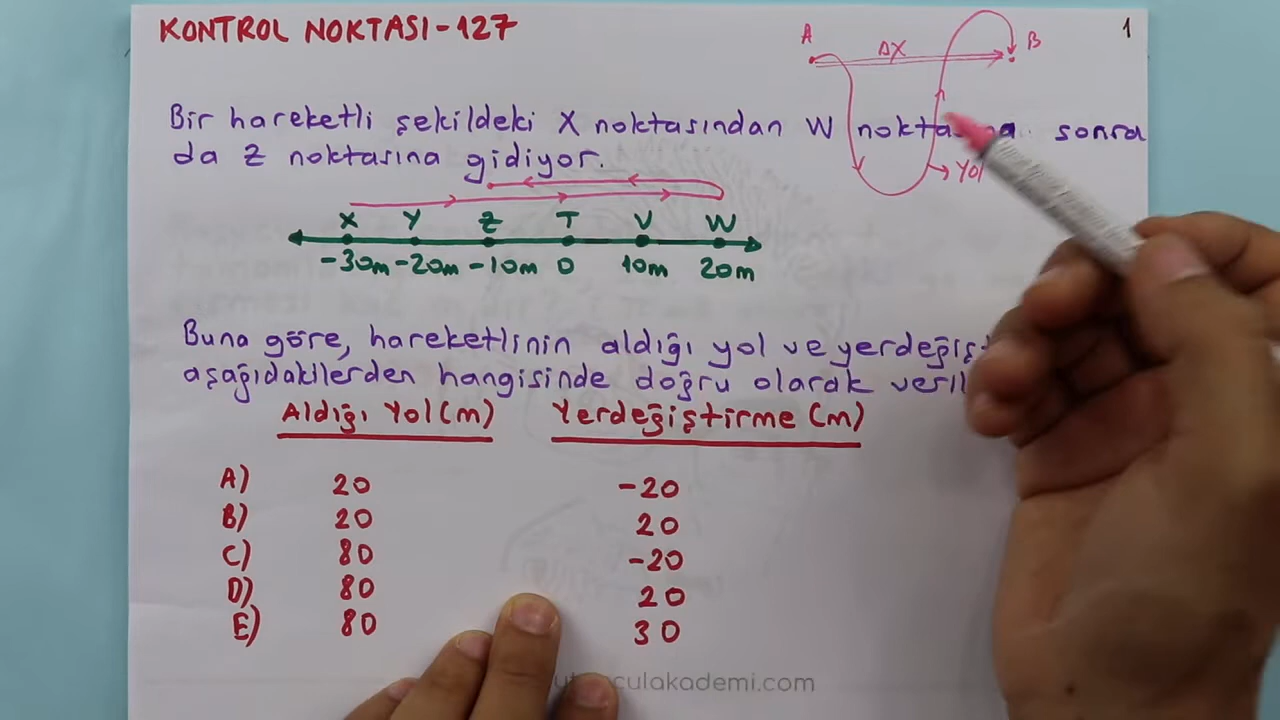 KONTROL NOKTASI-127
1
A
ΔX
B
Bir hareketli şekildeki X noktasından W sonra
da Z noktasına gidiyor.
YOL
X Y Z T V W
-30m -20m -10m 0 10m 20m
Buna göre, hareketlinin aldığı yol ve
aşağıdakilerden hangisinde doğru olarak
Aldığı Yol (m) Yerdeğiştirme (m)
A) 20 -20
B) 20 20
C) 80 -20
D) 80 20
E) 80 30